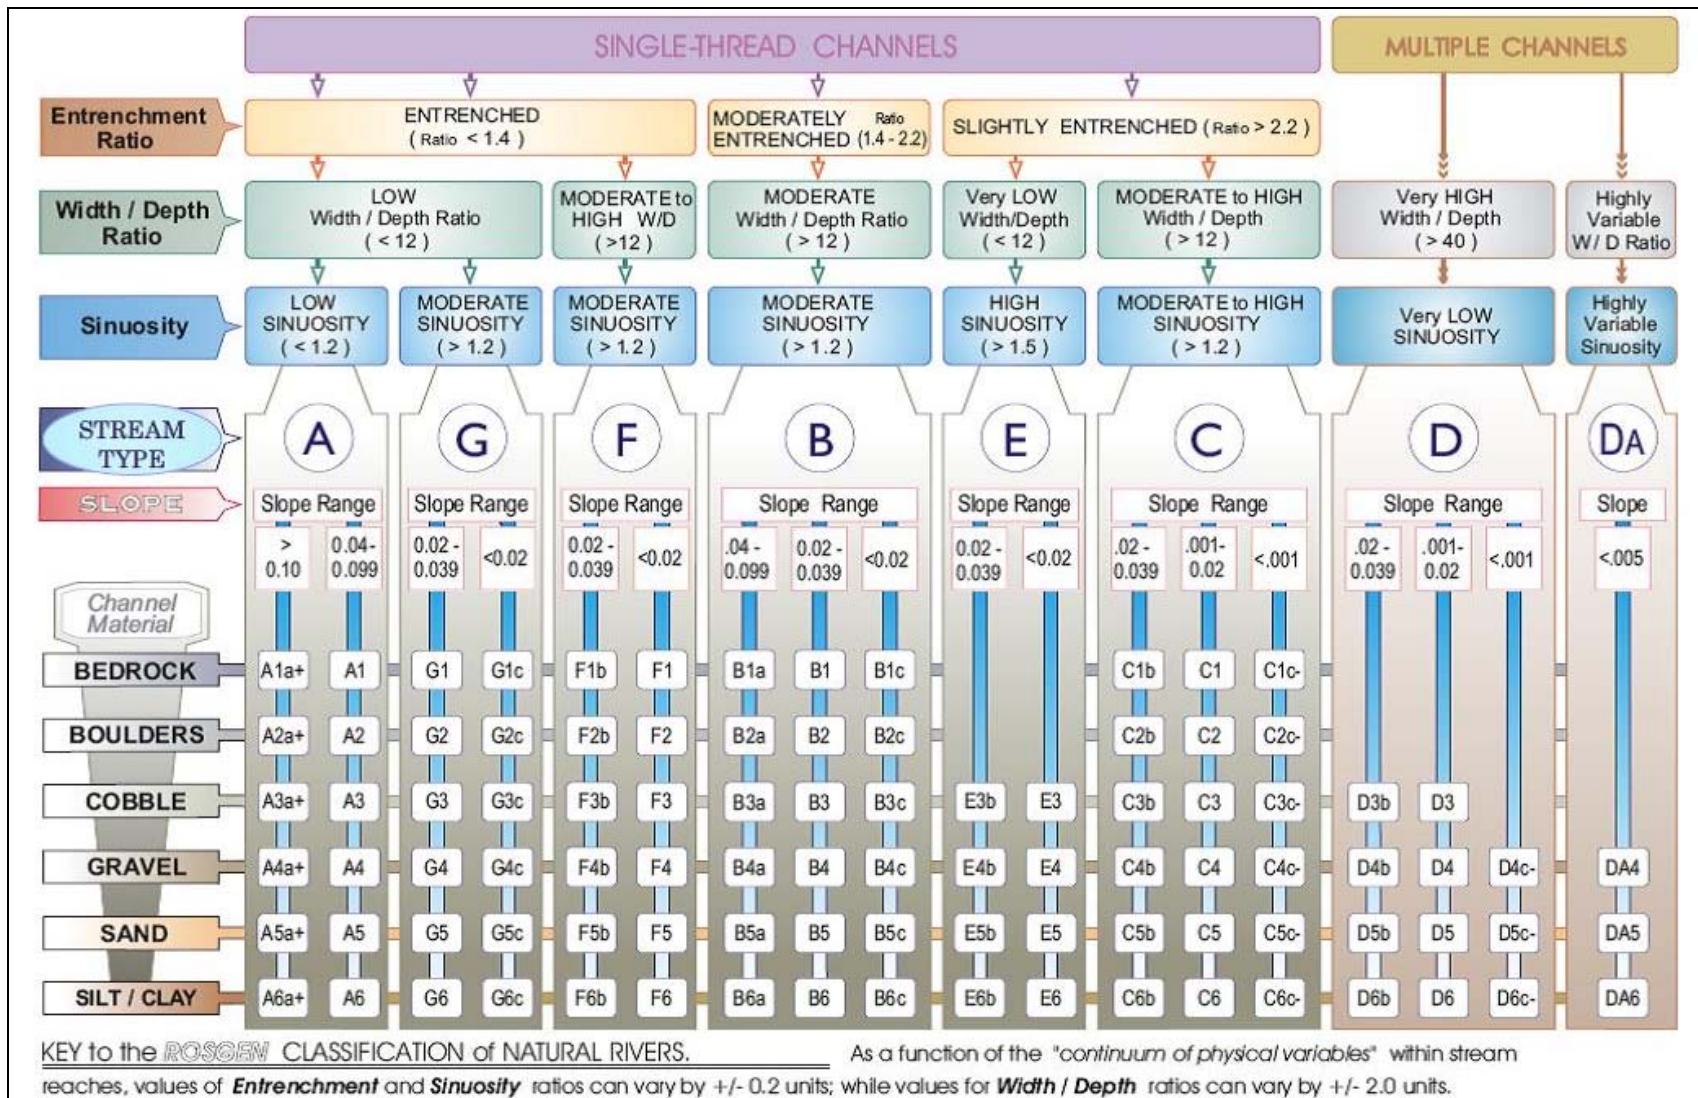 SINGLE-THREAD CHANNELS
MULTIPLE CHANNELS
Entrenchment
Ratio
ENTRENCHED
( Ratio < 1.4 )
MODERATELY Ratio
ENTRENCHED (1.4 - 2.2)
SLIGHTLY ENTRENCHED ( Ratio > 2.2 )
Width / Depth
Ratio
LOW
Width / Depth Ratio
( < 12 )
MODERATE to
HIGH W/D
( >12 )
MODERATE
Width / Depth Ratio
( > 12 )
Very LOW
Width/Depth
( < 12 )
MODERATE to HIGH
Width / Depth
( > 12 )
Very HIGH
Width / Depth
( > 40 )
Highly
Variable
W / D Ratio
Sinuosity
LOW
SINUOSITY
( < 1.2 )
MODERATE
SINUOSITY
( > 1.2 )
MODERATE
SINUOSITY
( > 1.2 )
MODERATE
SINUOSITY
( > 1.2 )
HIGH
SINUOSITY
( > 1.5 )
MODERATE to HIGH
SINUOSITY
( > 1.2 )
Very LOW
SINUOSITY
Highly
Variable
Sinuosity
STREAM
TYPE
A G F B E C D DA
SLOPE
Slope Range Slope Range Slope Range Slope Range Slope Range Slope Range Slope Range Slope
>
0.10
0.04-
0.099
0.02 -
0.039
<0.02
0.02 -
0.039
<0.02
.04 -
0.099
0.02 -
0.039
<0.02
0.02 -
0.039
<0.02
.02 -
0.039
.001-
0.02
<.001
.02 -
0.039
.001-
0.02
<.001
<.005
Channel
Material
BEDROCK A1a+ A1 G1 G1c F1b F1 B1a B1 B1c C1b C1 C1c-
BOULDERS A2a+ A2 G2 G2c F2b F2 B2a B2 B2c C2b C2 C2c-
COBBLE A3a+ A3 G3 G3c F3b F3 B3a B3 B3c E3b E3 C3b C3 C3c- D3b D3
GRAVEL A4a+ A4 G4 G4c F4b F4 B4a B4 B4c E4b E4 C4b C4 C4c- D4b D4 D4c- DA4
SAND A5a+ A5 G5 G5c F5b F5 B5a B5 B5c E5b E5 C5b C5 C5c- D5b D5 D5c- DA5
SILT / CLAY A6a+ A6 G6 G6c F6b F6 B6a B6 B6c E6b E6 C6b C6 C6c- D6b D6 D6c- DA6
KEY to the ROSGEN CLASSIFICATION of NATURAL RIVERS. As a function of the "continuum of physical variables" within stream
reaches, values of Entrenchment and Sinuosity ratios can vary by +/- 0.2 units; while values for Width / Depth ratios can vary by +/- 2.0 units.